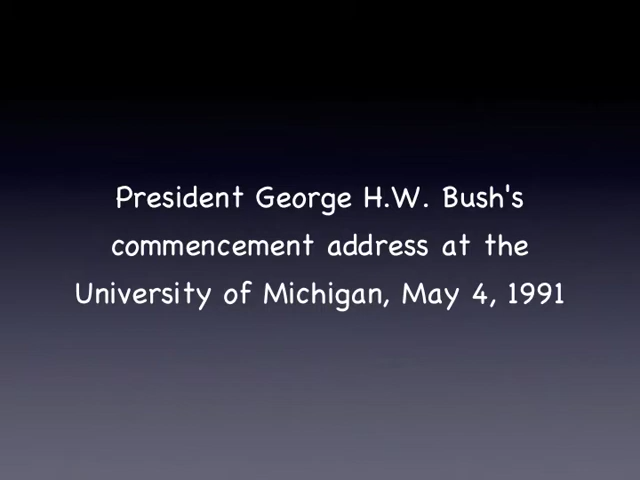 President George H.W. Bush's
commencement address at the
University of Michigan, May 4, 1991